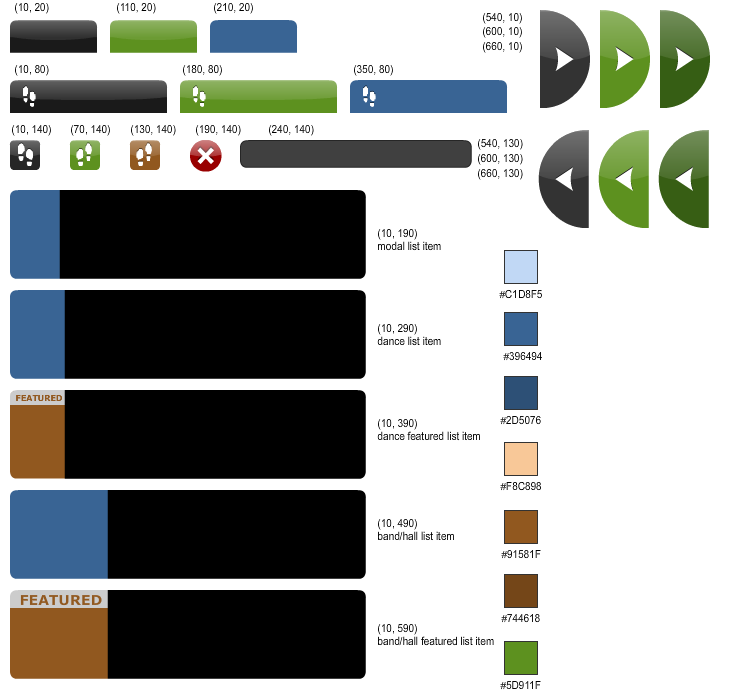 (10, 20)
(110, 20)
(210, 20)
(540, 10)
(600, 10)
(660, 10)
(10, 80)
(180, 80)
(350, 80)
(10, 140)
(70, 140)
(130, 140)
(190, 140)
(240, 140)
(540, 130)
(600, 130)
(660, 130)
(10, 190)
modal list item
#C1D8F5
(10, 290)
dance list item
#396494
FEATURED
(10, 390)
dance featured list item
#2D5076
#F8C898
(10, 490)
band/hall list item
#91581F
FEATURED
(10, 590)
band/hall featured list item
#744618
#5D911F